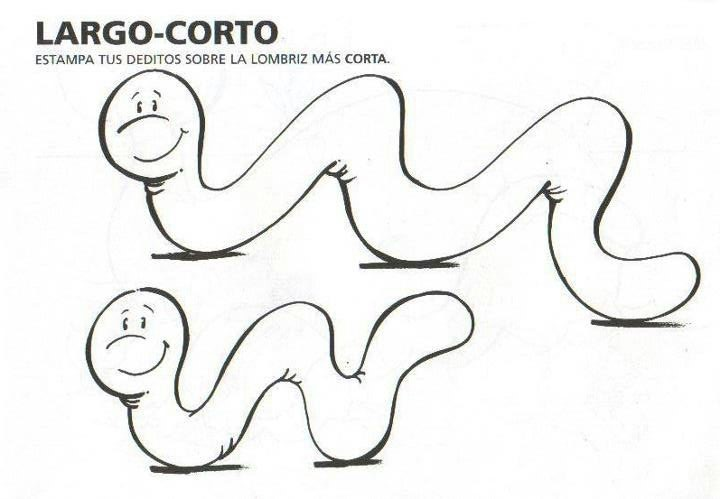 LARGO-CORTO
ESTAMPA TUS DEDITOS SOBRE LA LOMBRIZ MÁS CORTA.